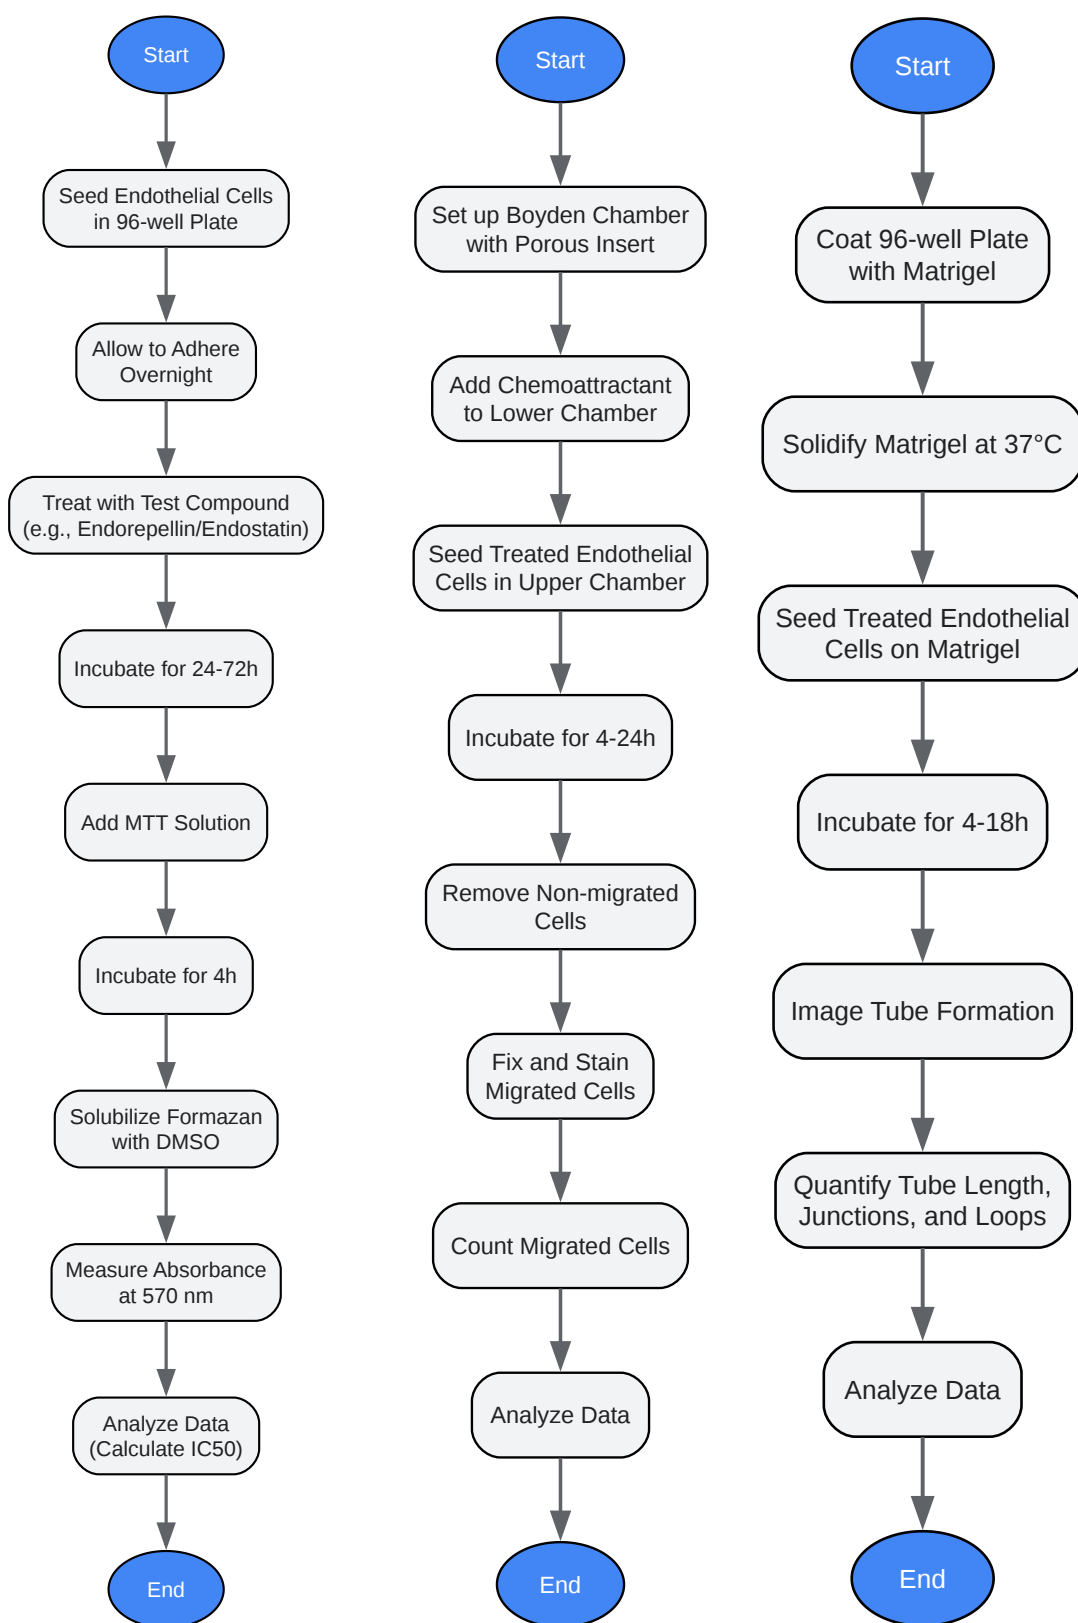 Start
Seed Endothelial Cells
in 96-well Plate
Allow to Adhere
Overnight
Treat with Test Compound
(e.g., Endorepellin/Endostatin)
Incubate for 24-72h
Add MTT Solution
Incubate for 4h
Solubilize Formazan
with DMSO
Measure Absorbance
at 570 nm
Analyze Data
(Calculate IC50)
End
Start
Set up Boyden Chamber
with Porous Insert
Add Chemoattractant
to Lower Chamber
Seed Treated Endothelial
Cells in Upper Chamber
Incubate for 4-24h
Remove Non-migrated
Cells
Fix and Stain
Migrated Cells
Count Migrated Cells
Analyze Data
End
Start
Coat 96-well Plate
with Matrigel
Solidify Matrigel at 37°C
Seed Treated Endothelial
Cells on Matrigel
Incubate for 4-18h
Image Tube Formation
Quantify Tube Length,
Junctions, and Loops
Analyze Data
End